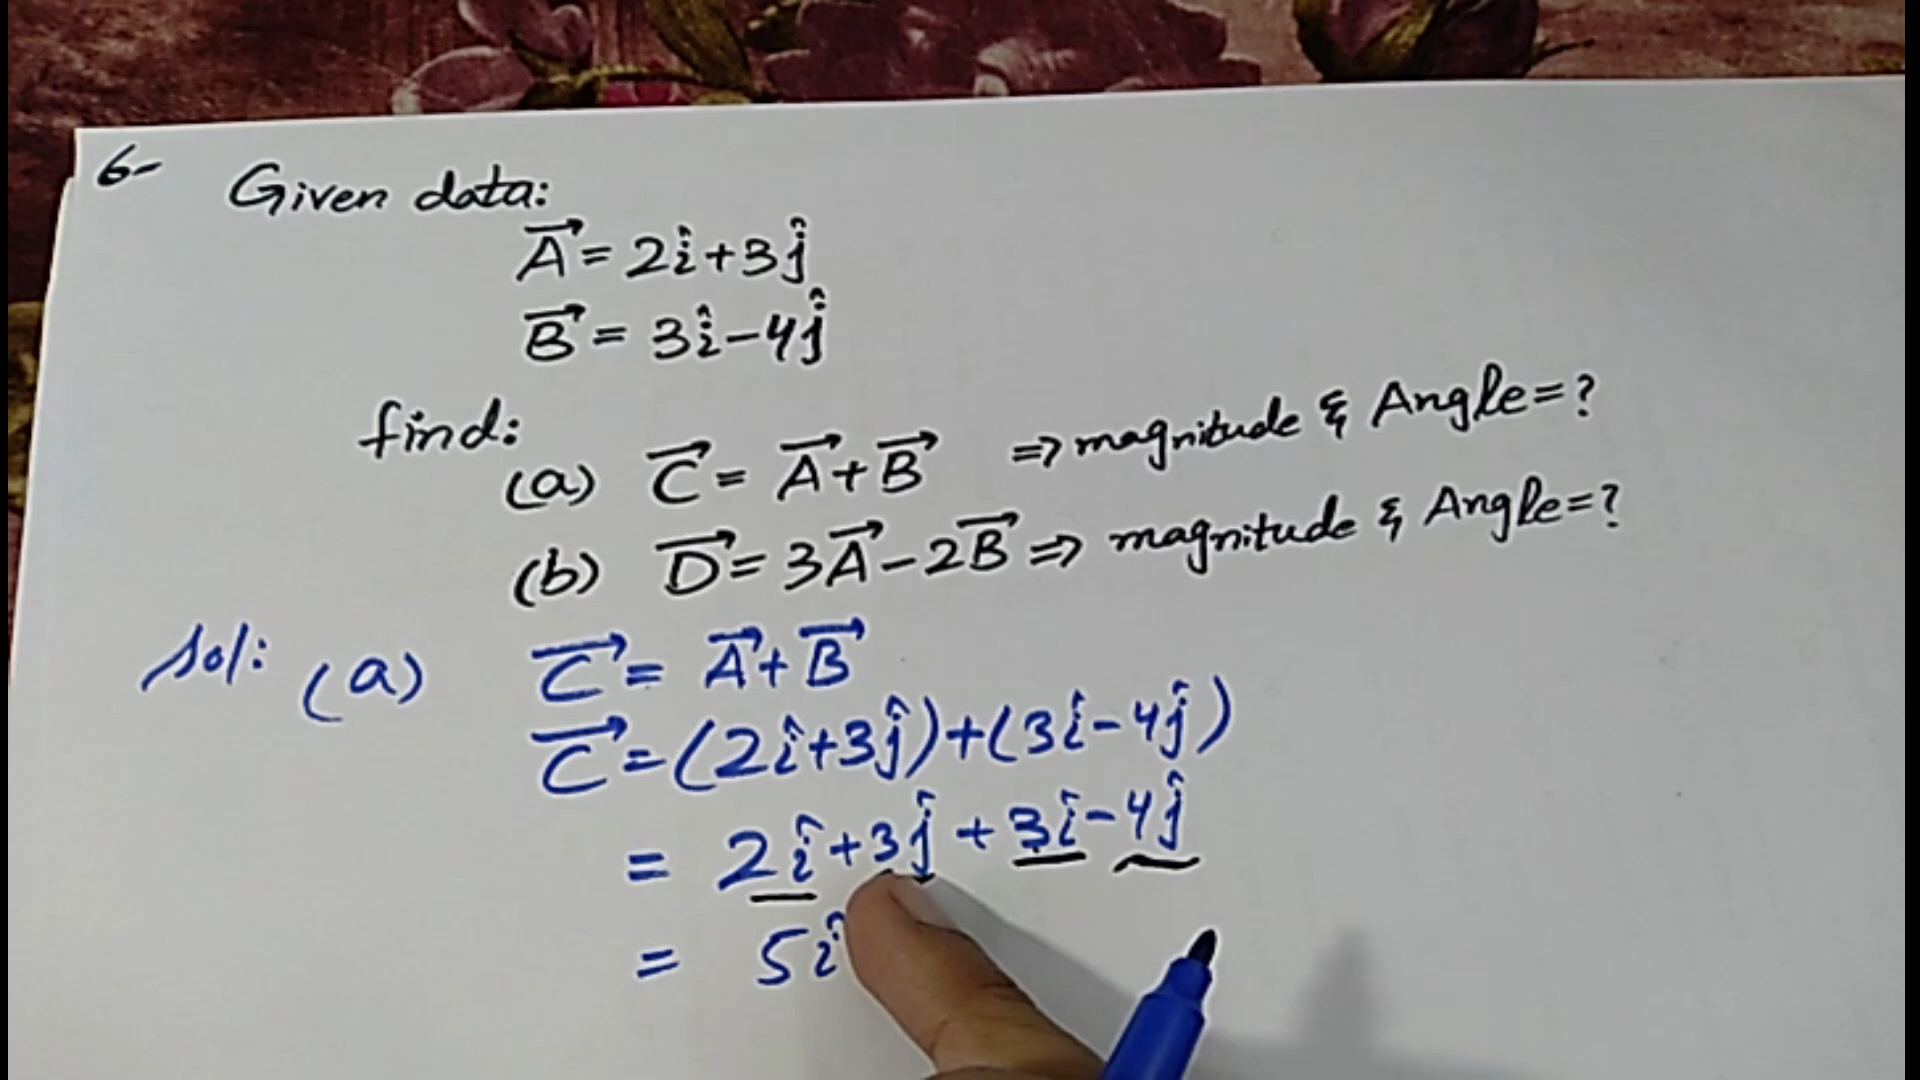 6- Given data:
A⃗ = 2î+3ĵ
B⃗ = 3î-4ĵ
find:
(a) C⃗ = A⃗+B⃗ ⇒ magnitude & Angle=?
(b) D⃗ = 3A⃗-2B⃗ ⇒ magnitude & Angle=?
Sol: (a) C⃗ = A⃗+B⃗
C⃗ = (2î+3ĵ)+(3î-4ĵ)
= 2î+3ĵ+3î-4ĵ
= 5î